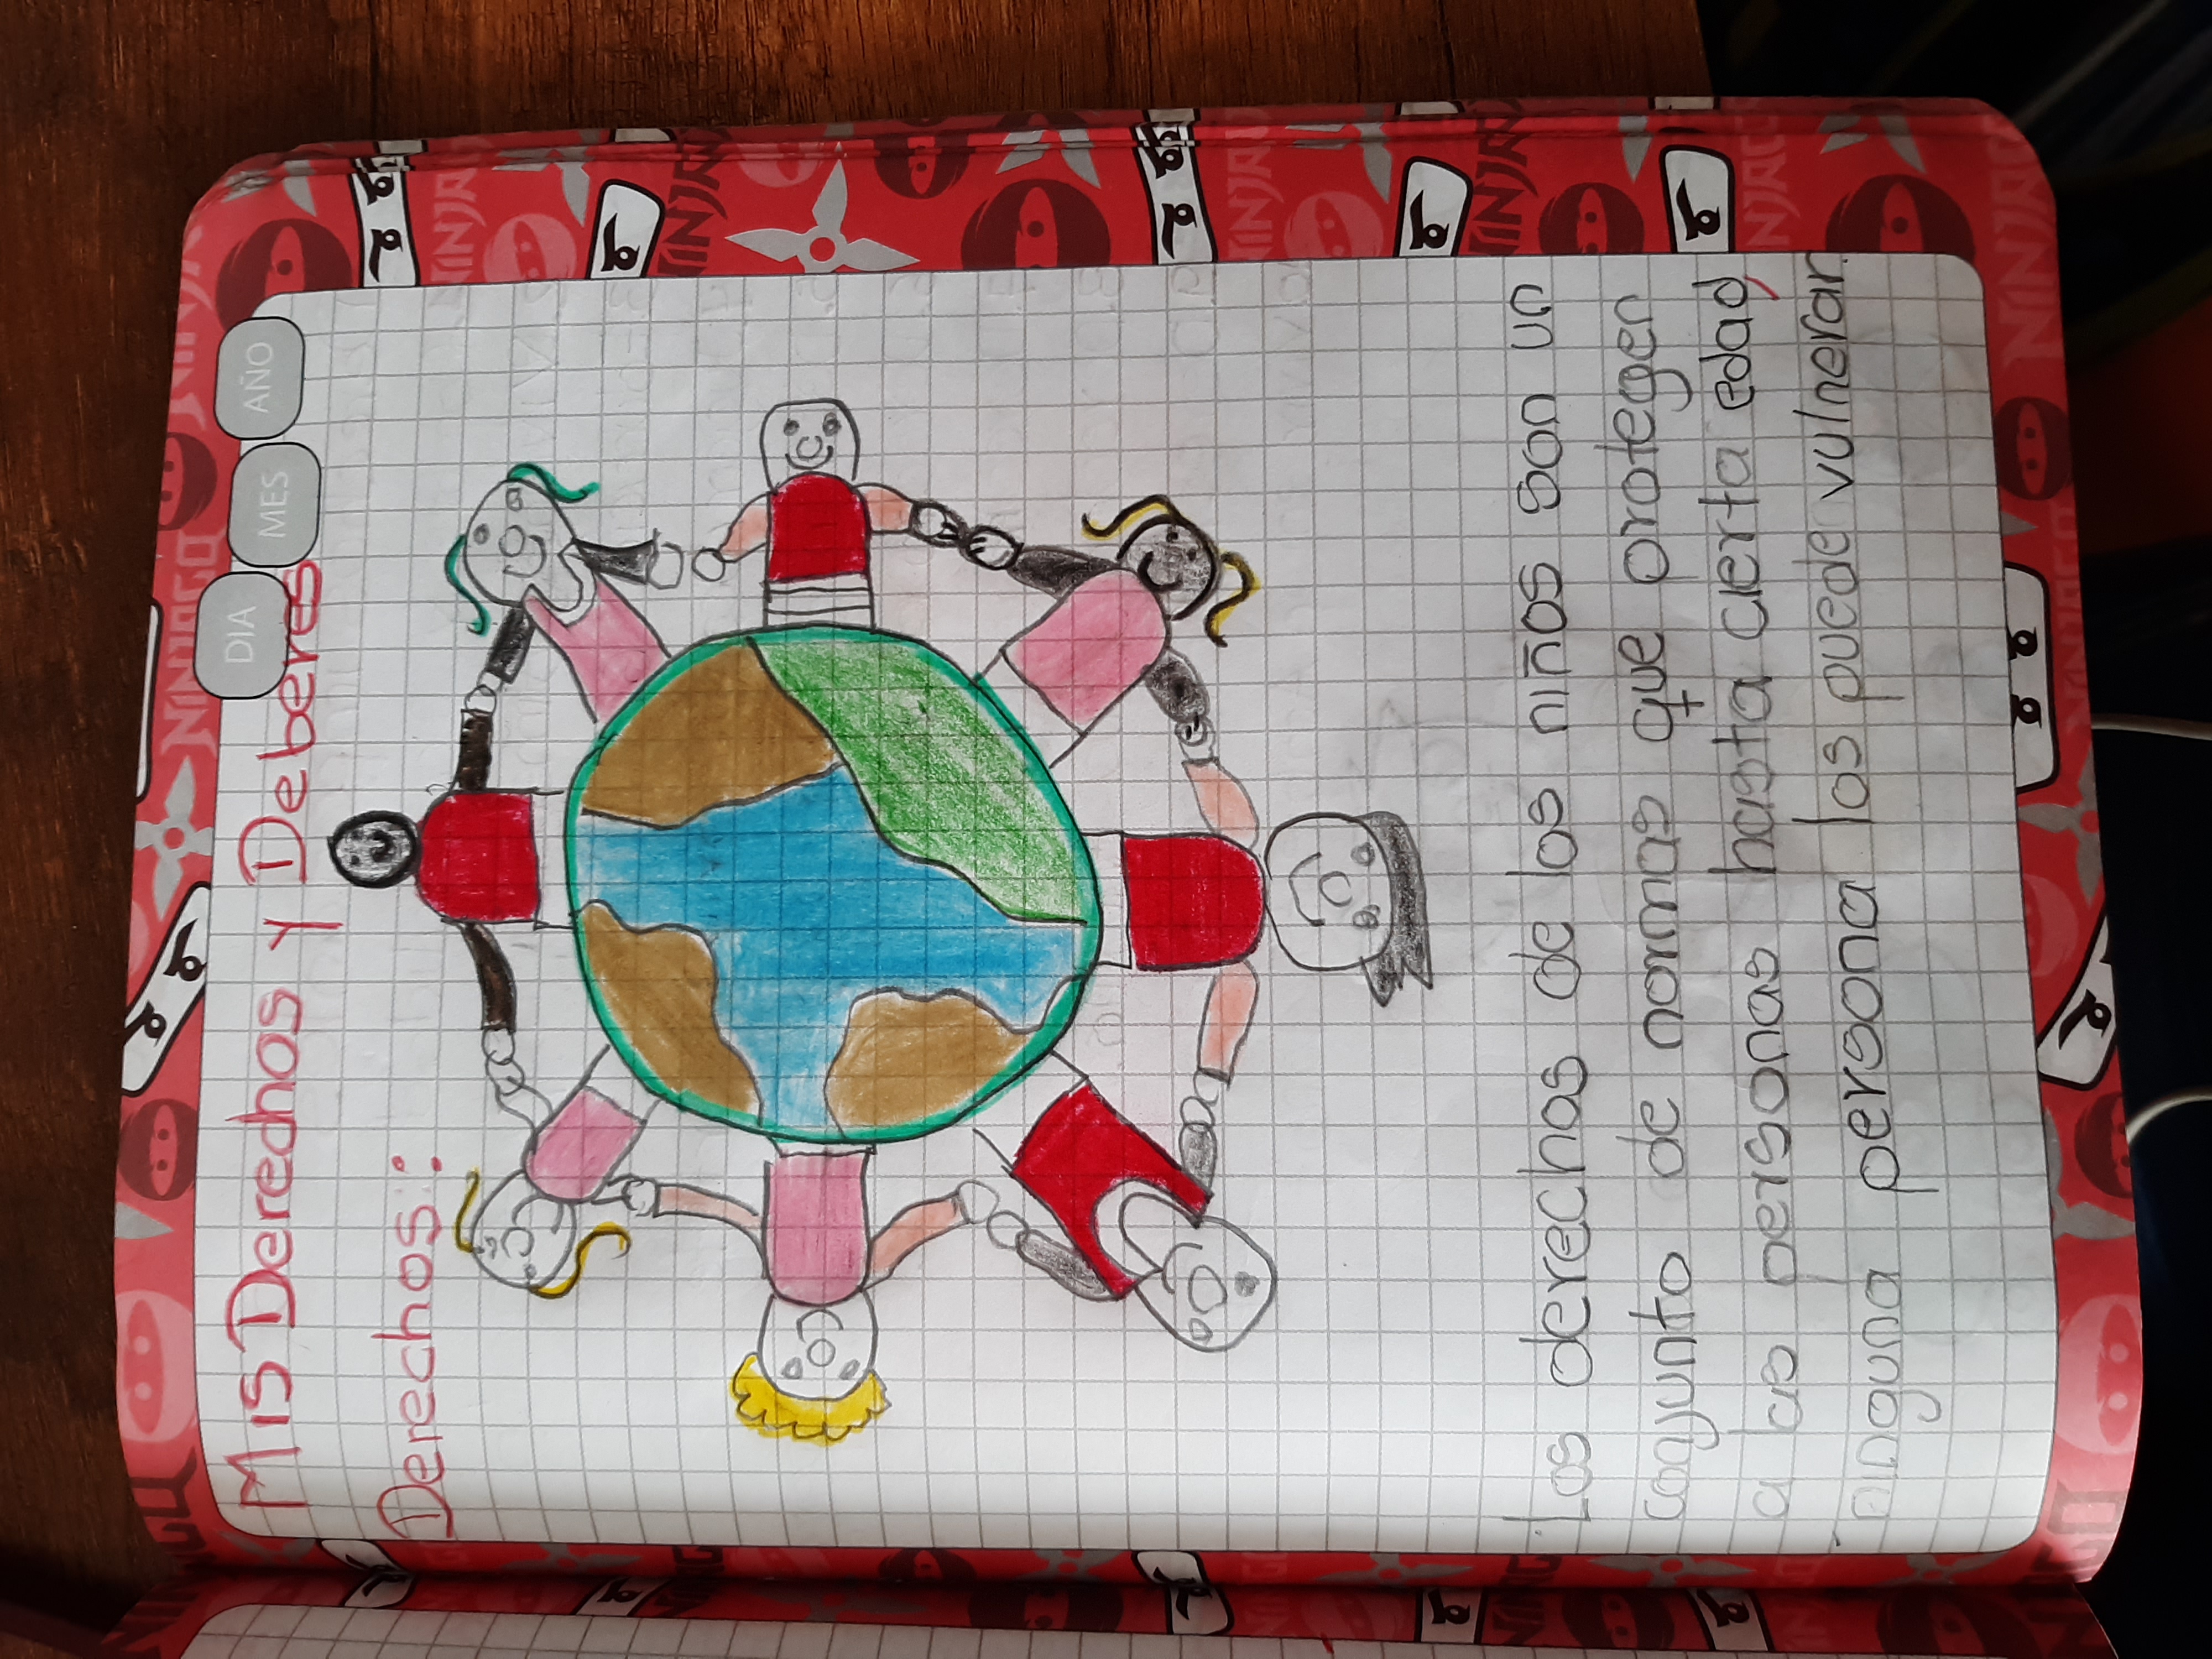 NINJAGO
DIA
MES
AÑO
Mis Derechos y Deberes
Derechos:
Los derechos de los niños son un
conjunto de normas que protegen
a las personas hasta cierta edad,
ninguna persona los puede vulnerar.